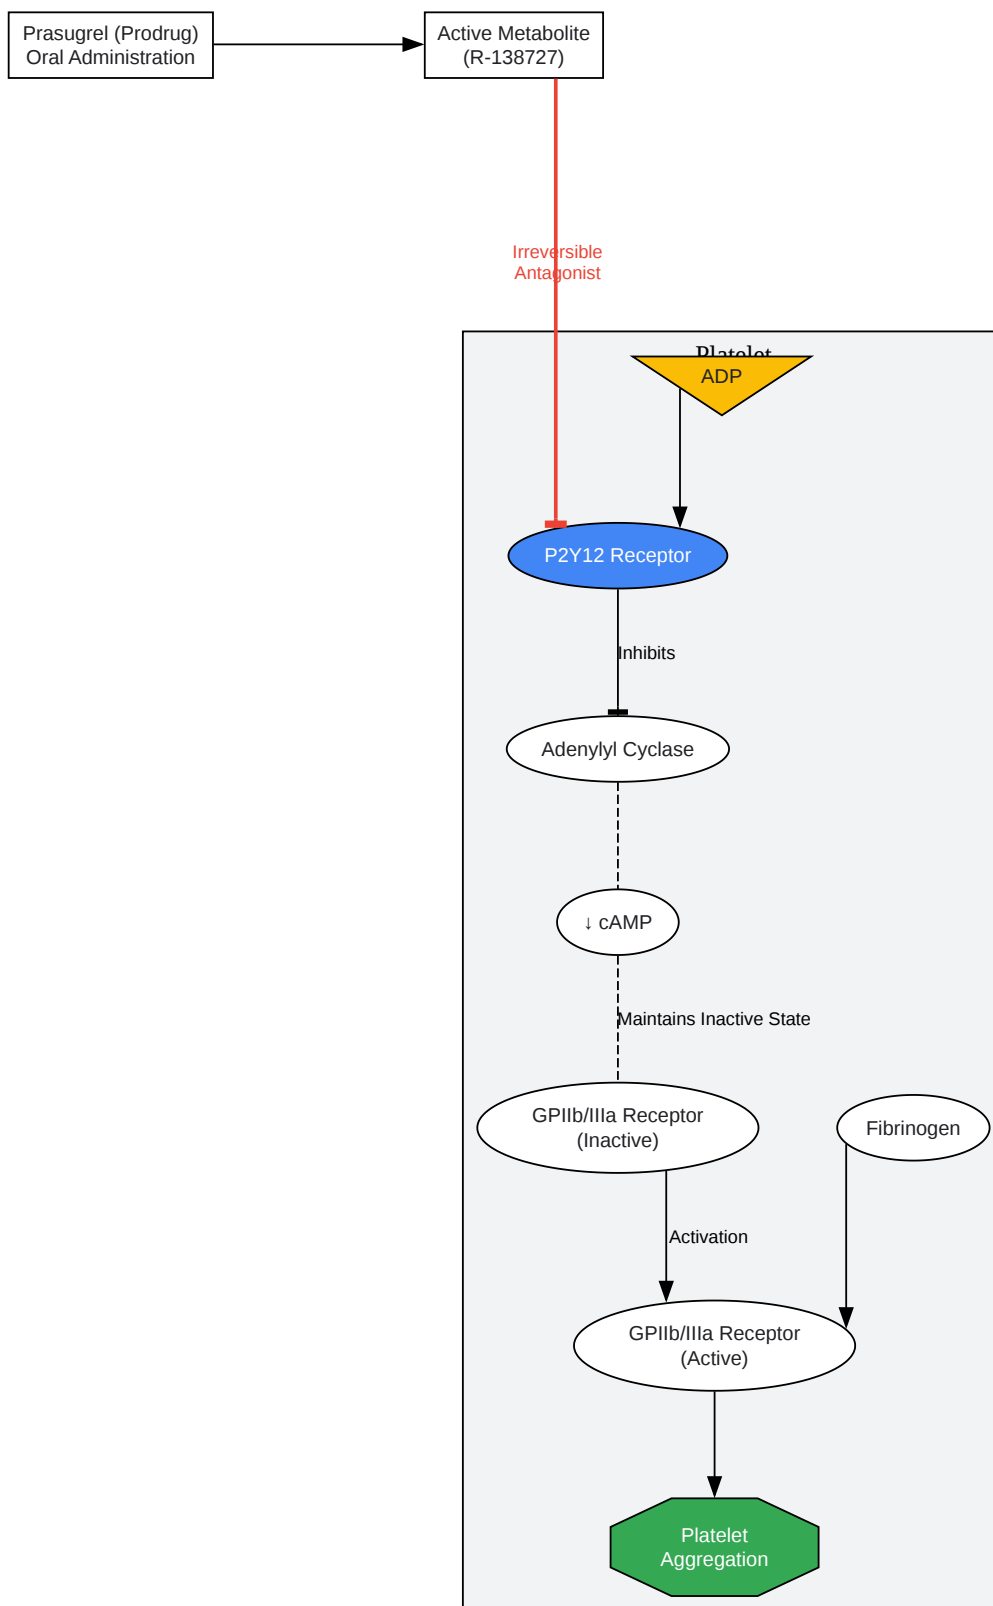 Prasugrel (Prodrug)
Oral Administration
Active Metabolite
(R-138727)
Irreversible
Antagonist
Platelet
ADP
P2Y12 Receptor
Inhibits
Adenylyl Cyclase
↓ cAMP
Maintains Inactive State
GPIIb/IIIa Receptor
(Inactive)
Fibrinogen
Activation
GPIIb/IIIa Receptor
(Active)
Platelet
Aggregation